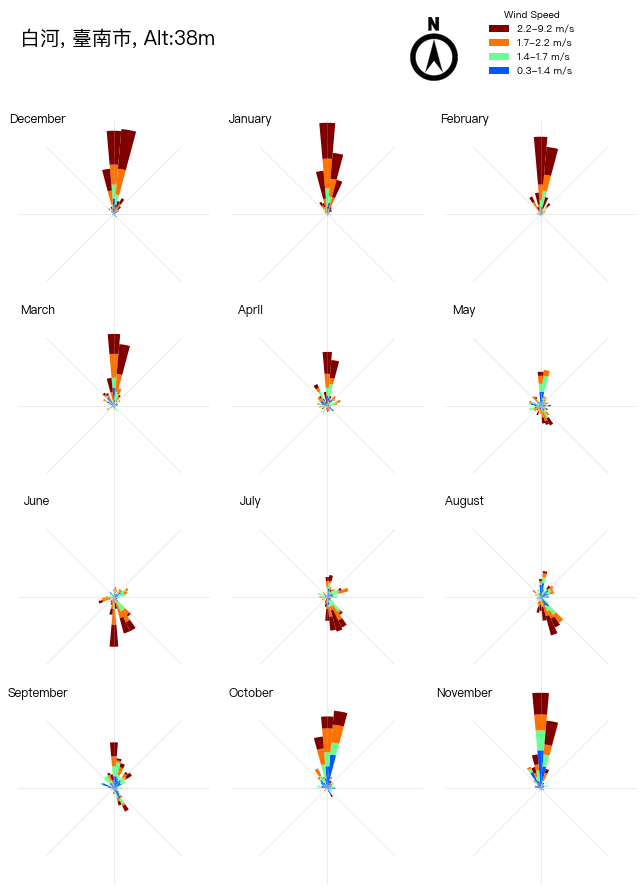 白河, 臺南市, Alt:38m
N
Wind Speed
2.2–9.2 m/s
1.7–2.2 m/s
1.4–1.7 m/s
0.3–1.4 m/s
December
January
February
March
April
May
June
July
August
September
October
November